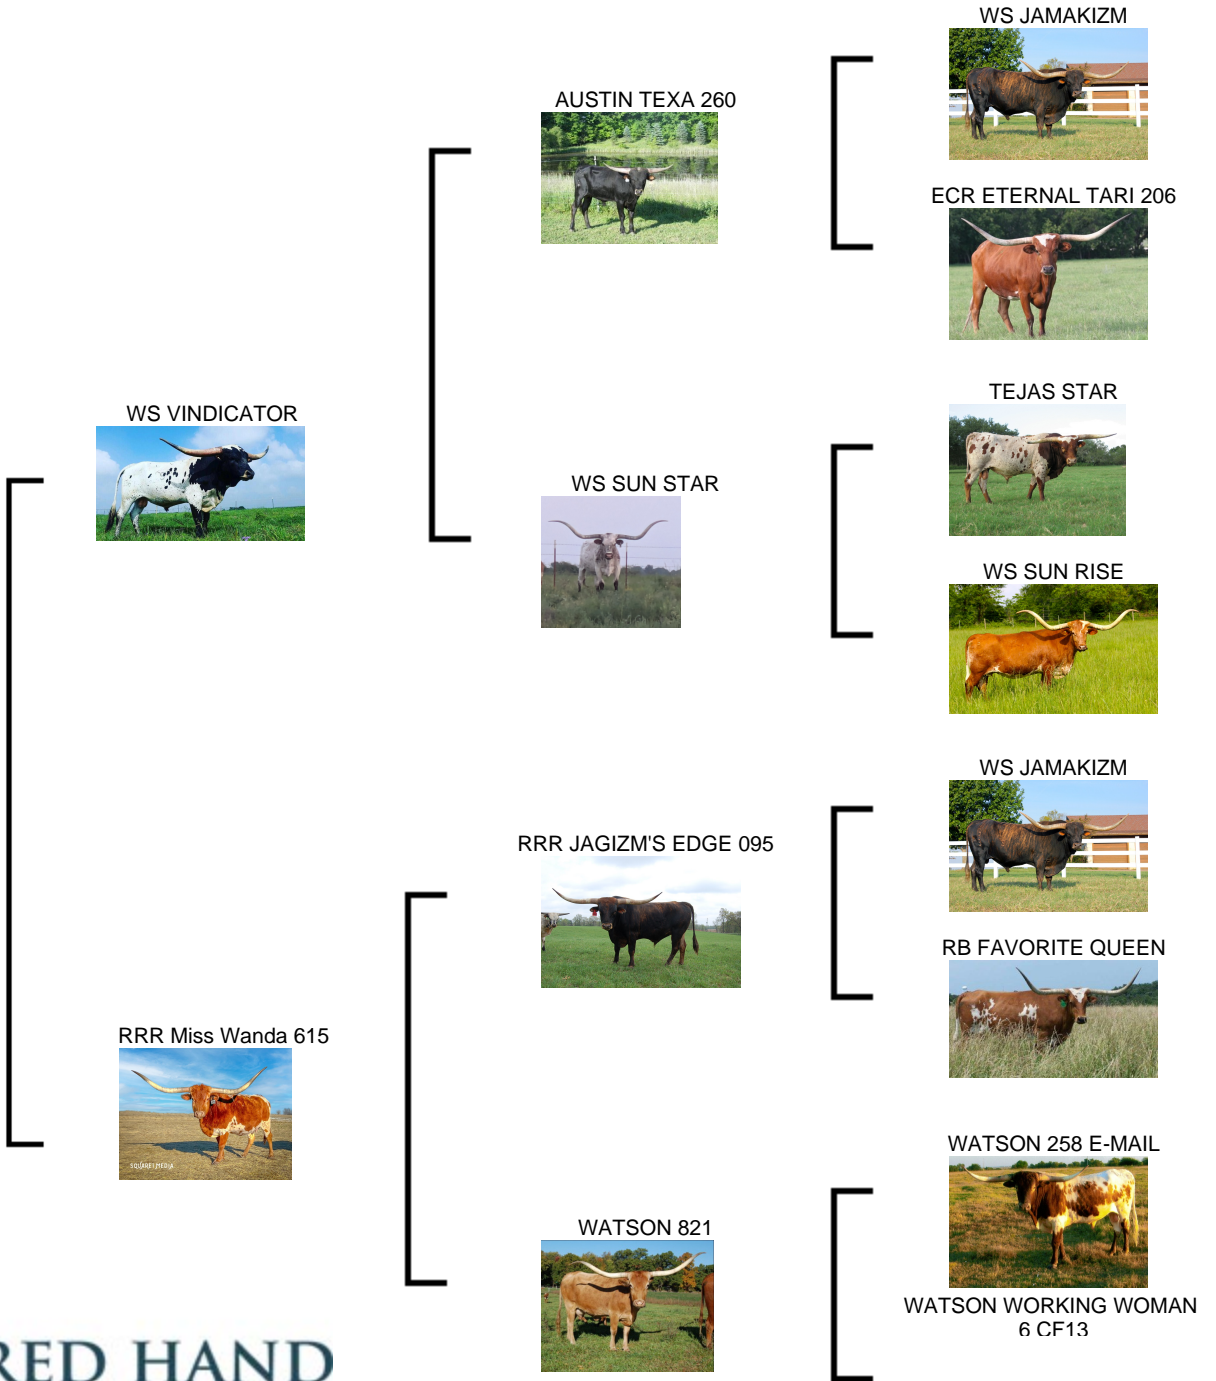 WS JAMAKIZM
AUSTIN TEXA 260
ECR ETERNAL TARI 206
TEJAS STAR
WS VINDICATOR
WS SUN STAR
WS SUN RISE
WS JAMAKIZM
RRR JAGIZM'S EDGE 095
RB FAVORITE QUEEN
RRR Miss Wanda 615
SQUARE1MEDIA
WATSON 258 E-MAIL
WATSON 821
WATSON WORKING WOMAN
6 CF13
RED HAND